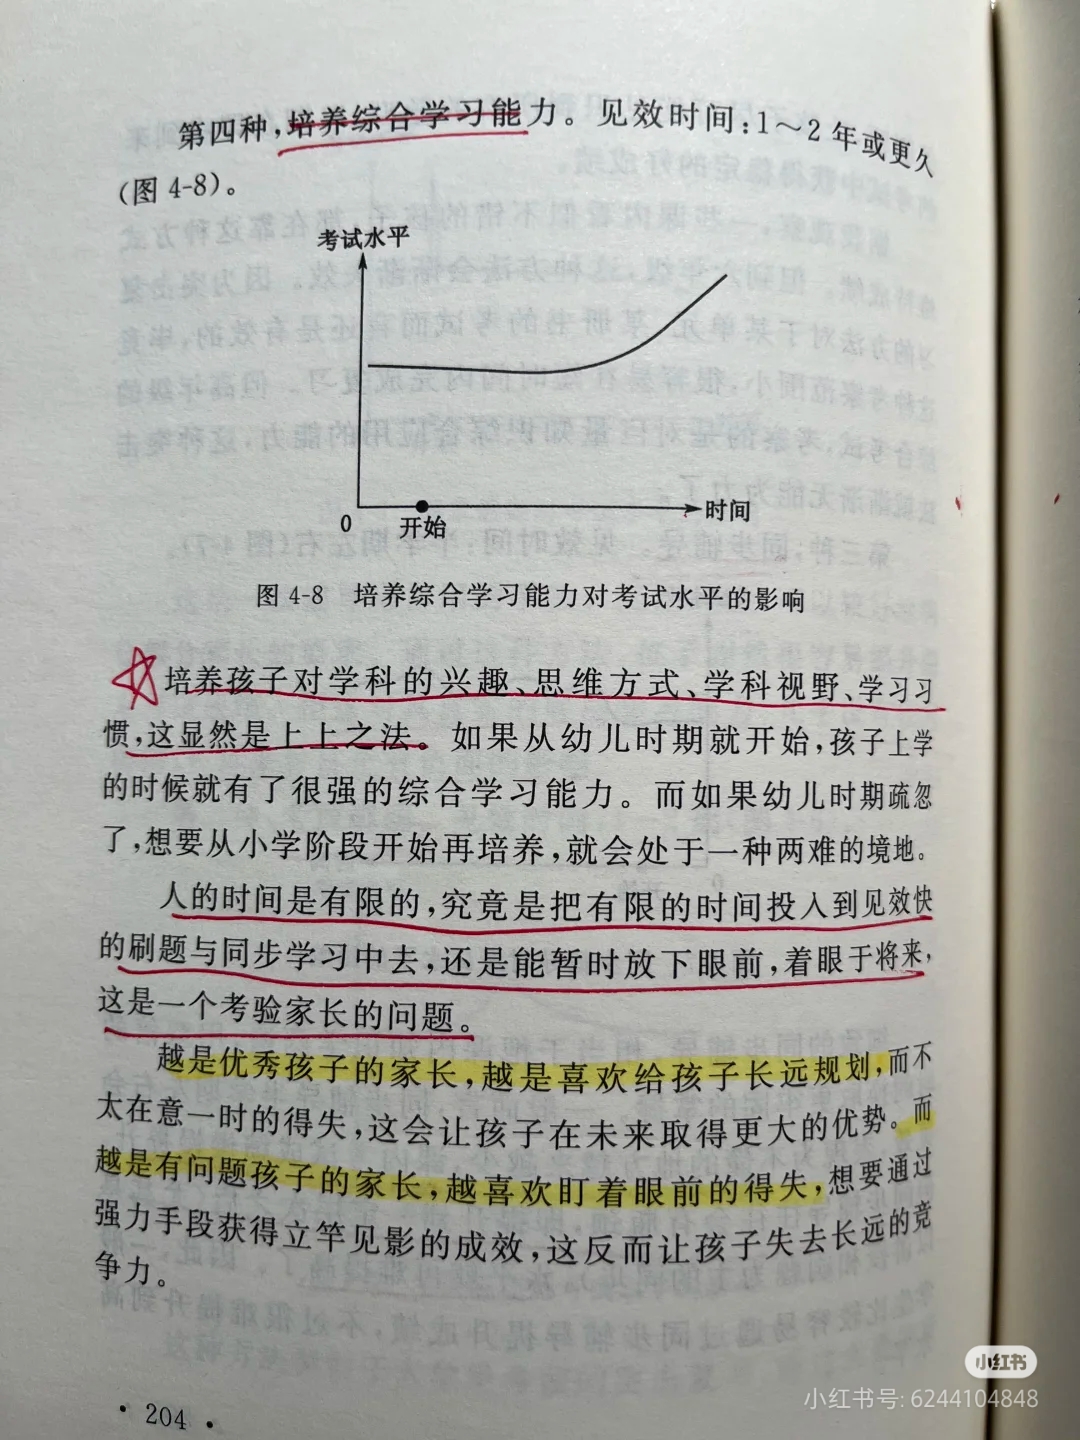 第四种,培养综合学习能力。见效时间:1～2年或更久
(图4-8)。
考试水平
0
开始
时间
图 4-8 培养综合学习能力对考试水平的影响
培养孩子对学科的兴趣、思维方式、学科视野、学习习
惯,这显然是上上之法。如果从幼儿时期就开始,孩子上学
的时候就有了很强的综合学习能力。而如果幼儿时期疏忽
了,想要从小学阶段开始再培养,就会处于一种两难的境地。
人的时间是有限的,究竟是把有限的时间投入到见效快
的刷题与同步学习中去,还是能暂时放下眼前,着眼于将来,
这是一个考验家长的问题。
越是优秀孩子的家长,越是喜欢给孩子长远规划,而不
太在意一时的得失,这会让孩子在未来取得更大的优势。而
越是有问题孩子的家长,越喜欢盯着眼前的得失,想要通过
强力手段获得立竿见影的成效,这反而让孩子失去长远的竞
争力。
小红书
小红书号: 6244104848
· 204 ·